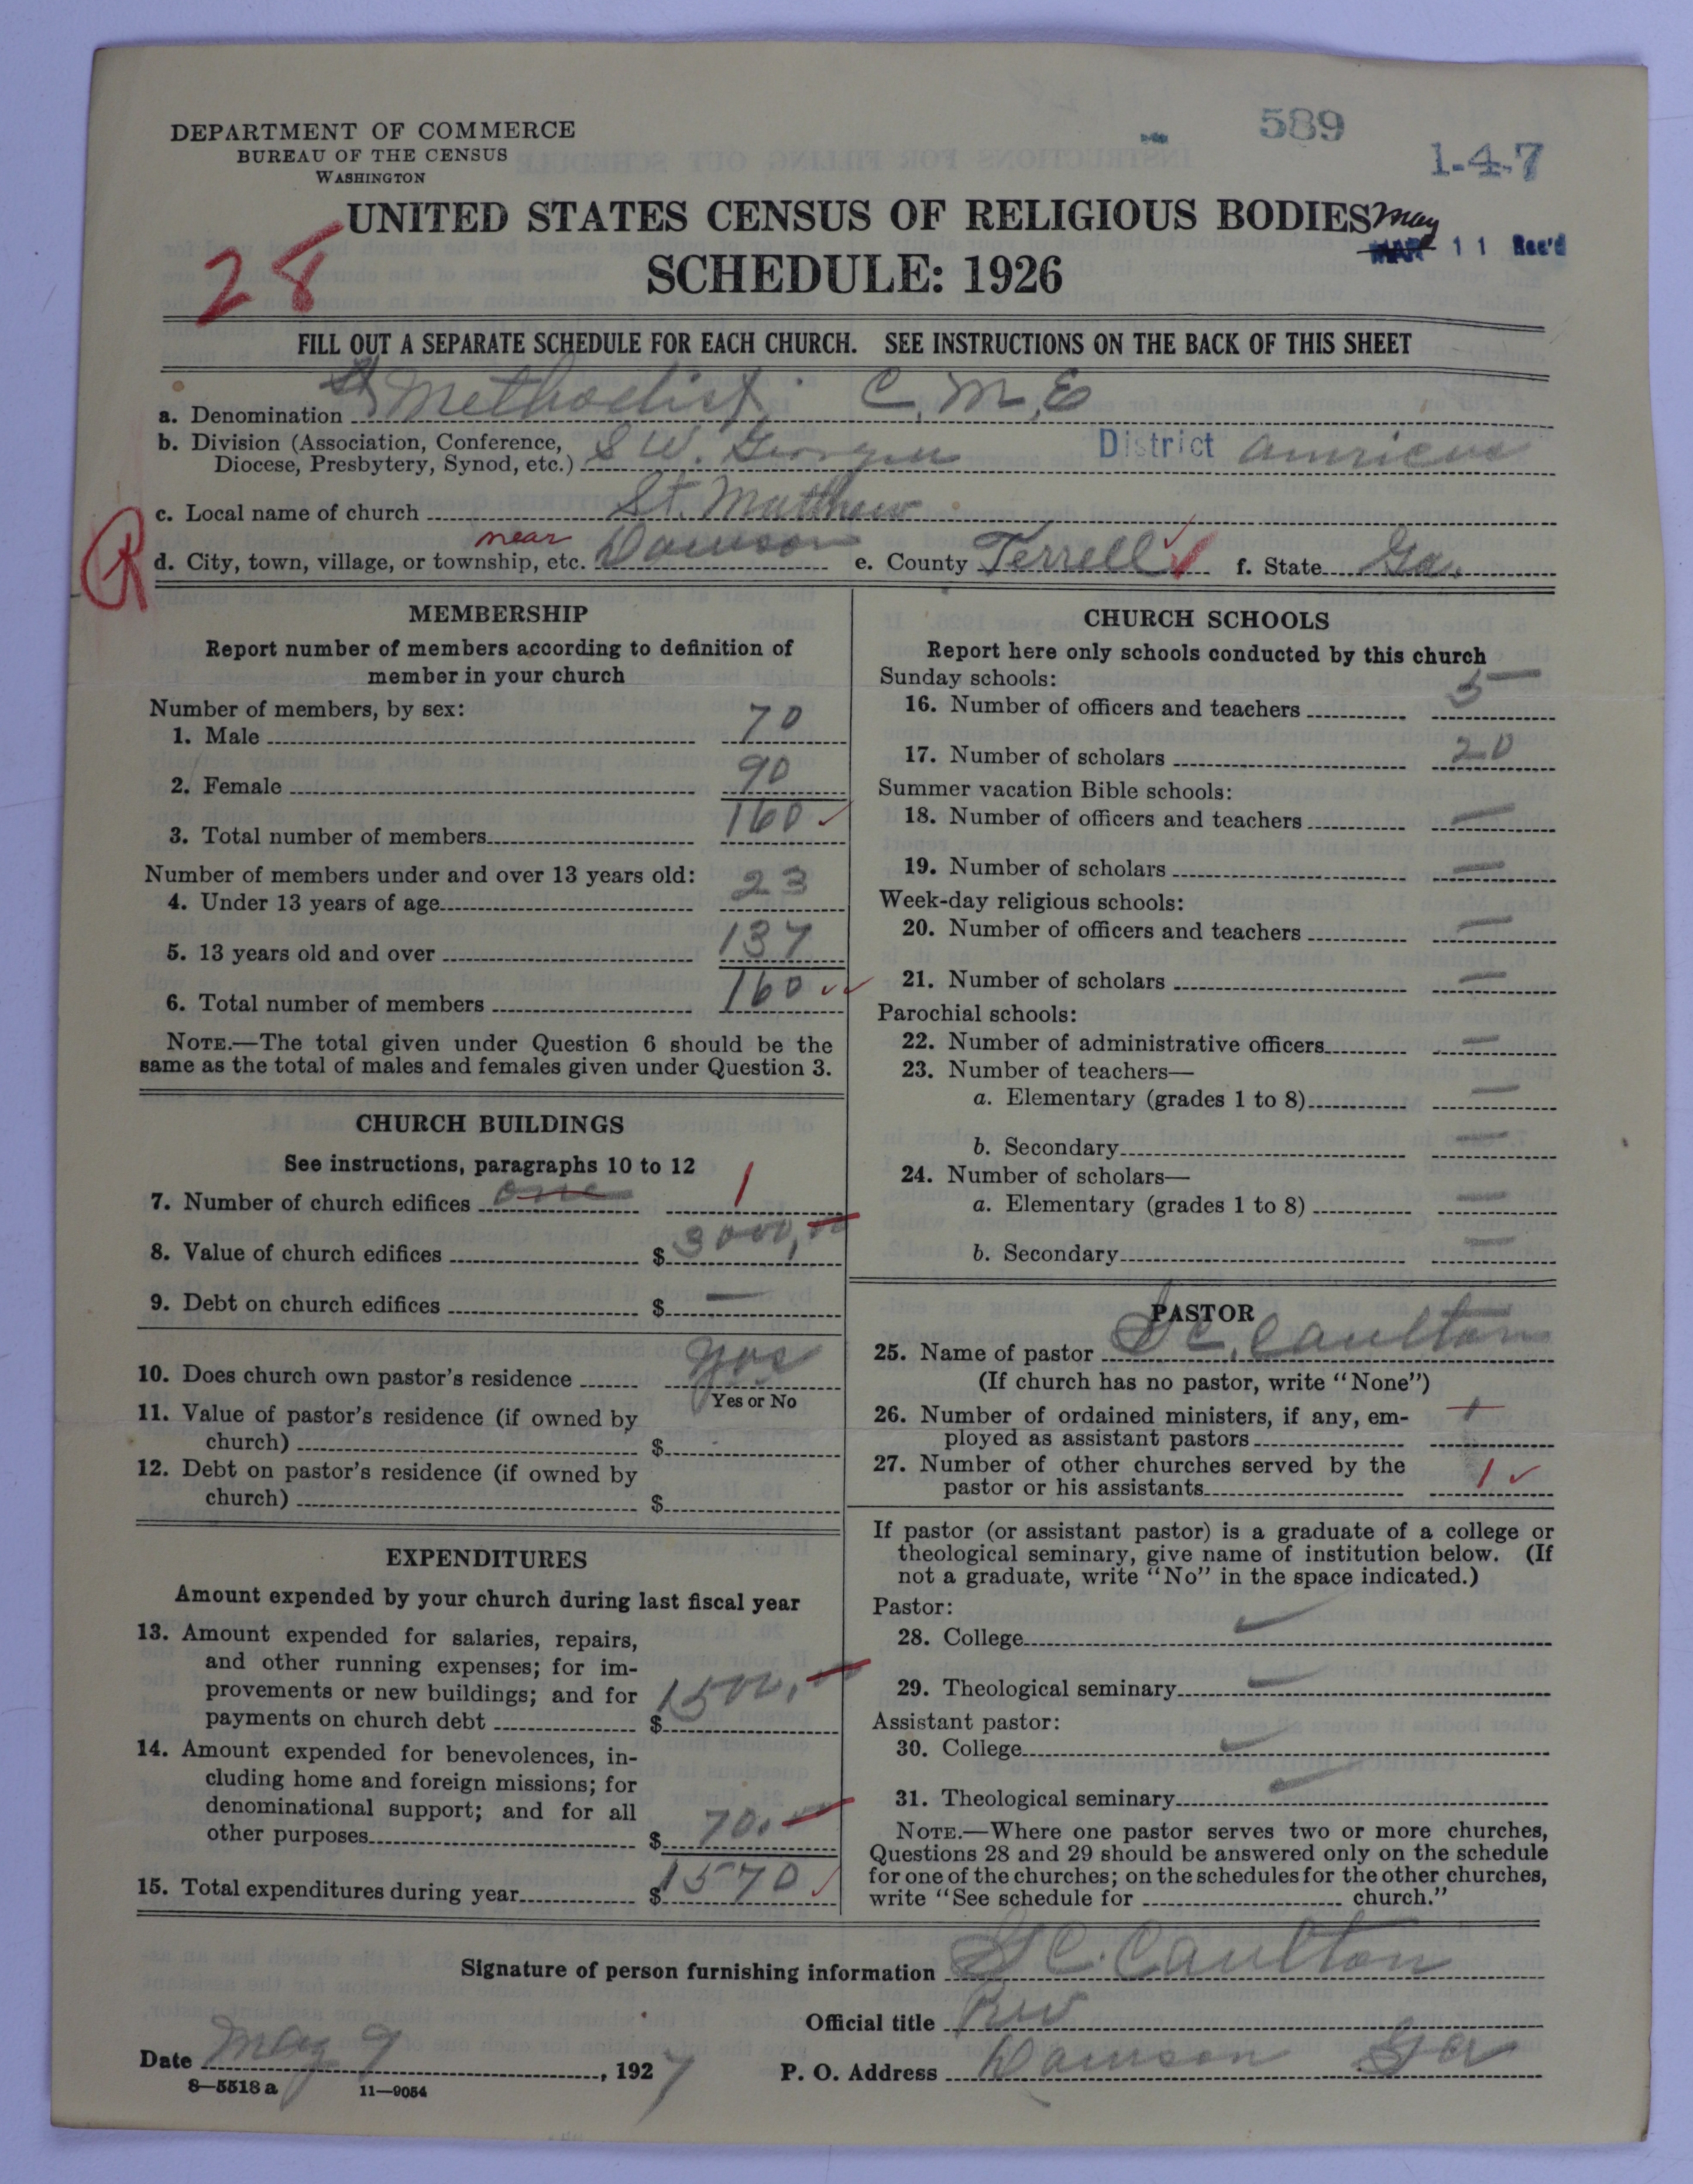 DEPARTMENT OF COMMERCE
BUREAU OF THE CENSUS
WASHINGTON
589
1-4-7
UNITED STATES CENSUS OF RELIGIOUS BODIES
SCHEDULE: 1926
May
MAR 11 Rec'd
28
FILL OUT A SEPARATE SCHEDULE FOR EACH CHURCH. SEE INSTRUCTIONS ON THE BACK OF THIS SHEET
a. Denomination Methodist C.M.E
b. Division (Association, Conference,
Diocese, Presbytery, Synod, etc.) S W. Georgia District Americus
c. Local name of church St. Matthew
R
d. City, town, village, or township, etc. near Dawson e. County Terrell f. State Ga.
MEMBERSHIP
Report number of members according to definition of
member in your church
Number of members, by sex:
1. Male 70
2. Female 90
3. Total number of members 160
Number of members under and over 13 years old:
4. Under 13 years of age 23
5. 13 years old and over 137
6. Total number of members 160
NOTE.—The total given under Question 6 should be the
same as the total of males and females given under Question 3.
CHURCH BUILDINGS
See instructions, paragraphs 10 to 12
7. Number of church edifices one 1
8. Value of church edifices $ 3000,00
9. Debt on church edifices $ —
10. Does church own pastor's residence yes
Yes or No
11. Value of pastor's residence (if owned by
church) $
12. Debt on pastor's residence (if owned by
church) $
EXPENDITURES
Amount expended by your church during last fiscal year
13. Amount expended for salaries, repairs,
and other running expenses; for im-
provements or new buildings; and for
payments on church debt $ 1500,00
14. Amount expended for benevolences, in-
cluding home and foreign missions; for
denominational support; and for all
other purposes $ 70.00
15. Total expenditures during year $ 1570
CHURCH SCHOOLS
Report here only schools conducted by this church
Sunday schools:
16. Number of officers and teachers 5
17. Number of scholars 20
Summer vacation Bible schools:
18. Number of officers and teachers —
19. Number of scholars —
Week-day religious schools:
20. Number of officers and teachers —
21. Number of scholars —
Parochial schools:
22. Number of administrative officers —
23. Number of teachers—
a. Elementary (grades 1 to 8) —
b. Secondary —
24. Number of scholars—
a. Elementary (grades 1 to 8) —
b. Secondary —
PASTOR
25. Name of pastor S C. Caulton
(If church has no pastor, write "None")
26. Number of ordained ministers, if any, em-
ployed as assistant pastors 1
27. Number of other churches served by the
pastor or his assistants 1
If pastor (or assistant pastor) is a graduate of a college or
theological seminary, give name of institution below. (If
not a graduate, write "No" in the space indicated.)
Pastor:
28. College
29. Theological seminary
Assistant pastor:
30. College
31. Theological seminary
NOTE.—Where one pastor serves two or more churches,
Questions 28 and 29 should be answered only on the schedule
for one of the churches; on the schedules for the other churches,
write "See schedule for church."
Signature of person furnishing information S C. Caulton
Official title Rev
Date May 9, 1927
P. O. Address Dawson Ga
8—5518 a 11—9054